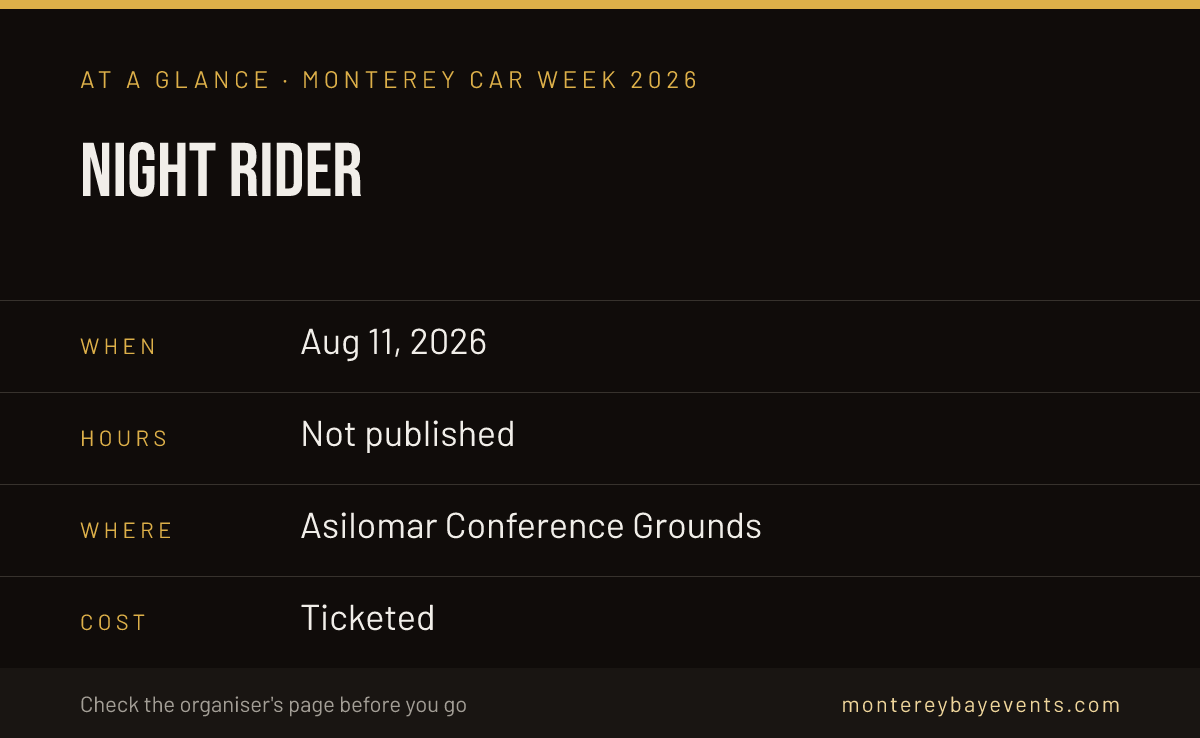 AT A GLANCE · MONTEREY CAR WEEK 2026
NIGHT RIDER
WHEN Aug 11, 2026
HOURS Not published
WHERE Asilomar Conference Grounds
COST Ticketed
Check the organiser's page before you go montereybayevents.com